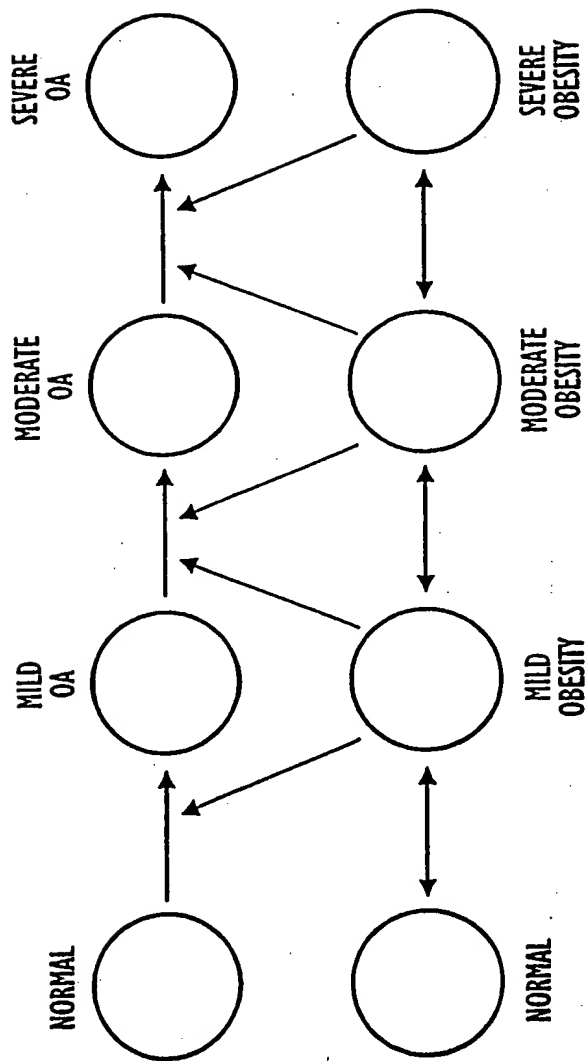 NORMAL
MILD
OA
MODERATE
OA
SEVERE
OA
NORMAL
MILD
OBESITY
MODERATE
OBESITY
SEVERE
OBESITY